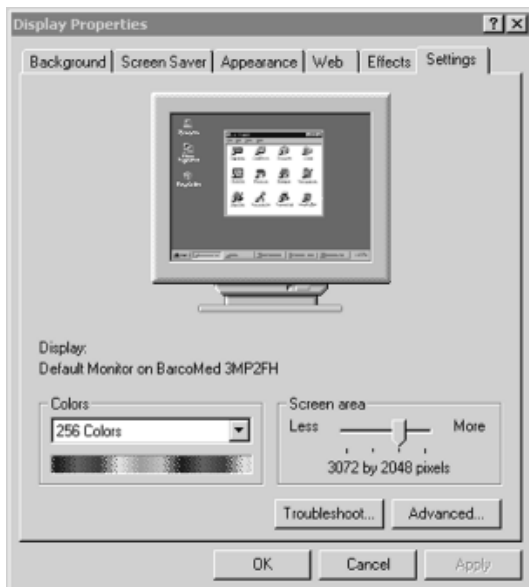 Display Properties
Background Screen Saver Appearance Web Effects Settings
Display:
Default Monitor on BarcoMed 3MP2FH
Colors
256 Colors
Screen area
Less More
3072 by 2048 pixels
Troubleshoot... Advanced...
OK Cancel Apply